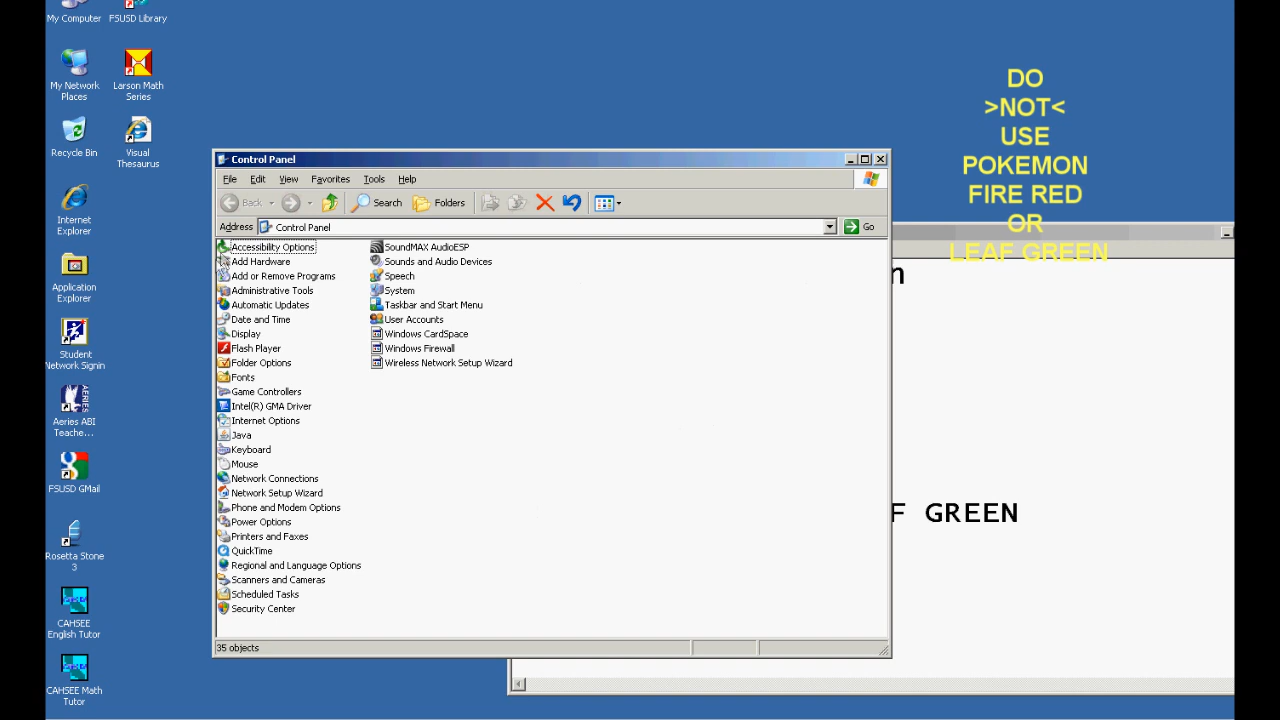 My Computer
FSUSD Library
My Network
Places
Larson Math
Series
Recycle Bin
Visual
Thesaurus
Internet
Explorer
Application
Explorer
Student
Network Signin
Aeries ABI
Teache...
FSUSD GMail
Rosetta Stone
3
CAHSEE
English Tutor
CAHSEE Math
Tutor
DO
>NOT<
USE
POKEMON
FIRE RED
OR
LEAF GREEN
Control Panel
File Edit View Favorites Tools Help
Back Search Folders
Address Control Panel Go
Accessibility Options
Add Hardware
Add or Remove Programs
Administrative Tools
Automatic Updates
Date and Time
Display
Flash Player
Folder Options
Fonts
Game Controllers
Intel(R) GMA Driver
Internet Options
Java
Keyboard
Mouse
Network Connections
Network Setup Wizard
Phone and Modem Options
Power Options
Printers and Faxes
QuickTime
Regional and Language Options
Scanners and Cameras
Scheduled Tasks
Security Center
SoundMAX AudioESP
Sounds and Audio Devices
Speech
System
Taskbar and Start Menu
User Accounts
Windows CardSpace
Windows Firewall
Wireless Network Setup Wizard
35 objects
n
F GREEN